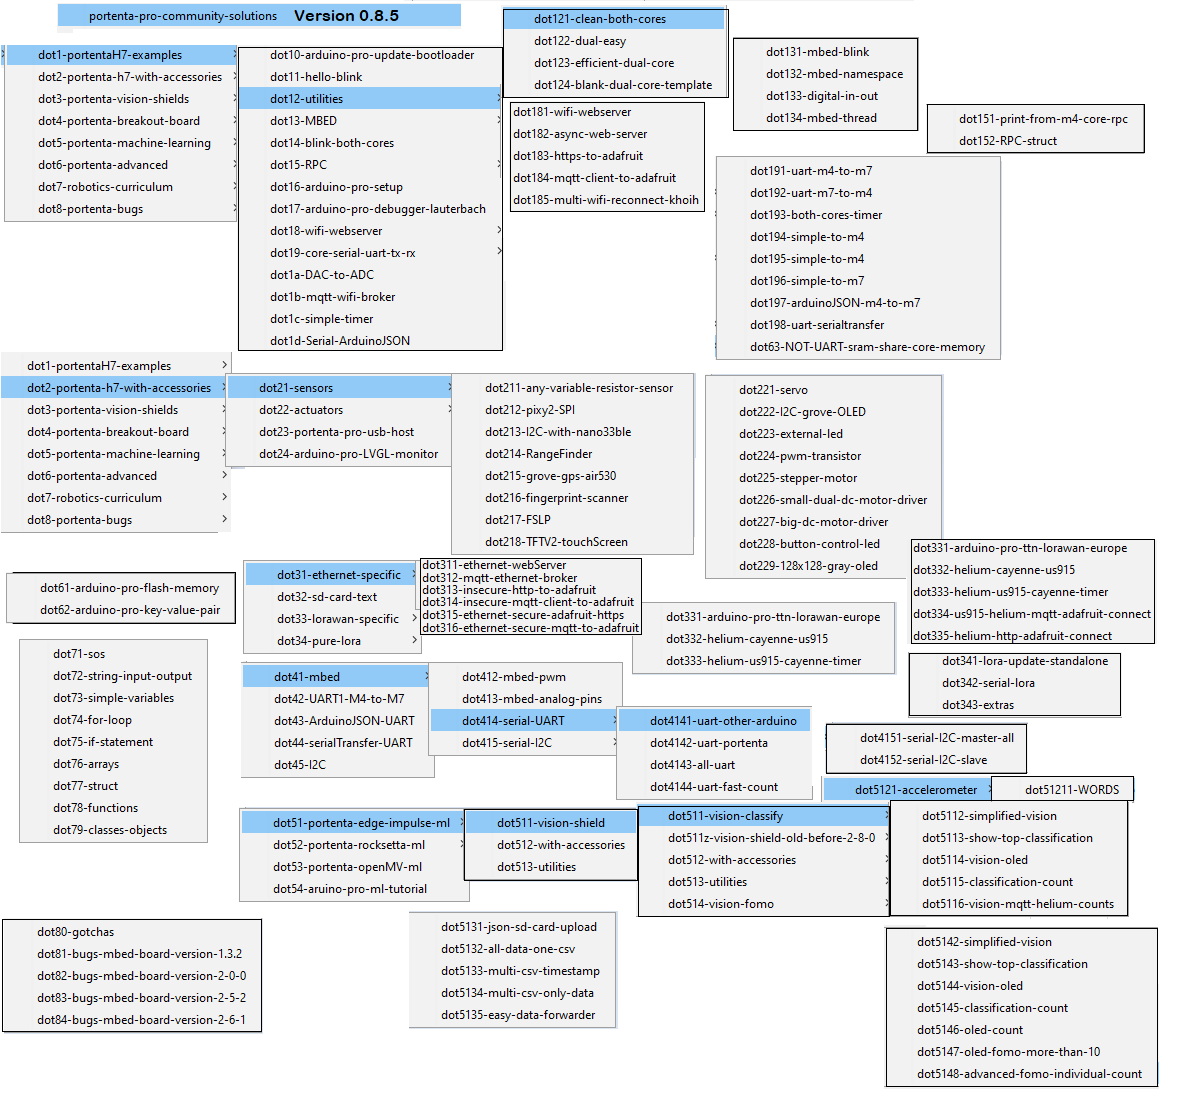 portenta-pro-community-solutions Version 0.8.5
dot1-portentaH7-examples
dot2-portenta-h7-with-accessories
dot3-portenta-vision-shields
dot4-portenta-breakout-board
dot5-portenta-machine-learning
dot6-portenta-advanced
dot7-robotics-curriculum
dot8-portenta-bugs
dot10-arduino-pro-update-bootloader
dot11-hello-blink
dot12-utilities
dot13-MBED
dot14-blink-both-cores
dot15-RPC
dot16-arduino-pro-setup
dot17-arduino-pro-debugger-lauterbach
dot18-wifi-webserver
dot19-core-serial-uart-tx-rx
dot1a-DAC-to-ADC
dot1b-mqtt-wifi-broker
dot1c-simple-timer
dot1d-Serial-ArduinoJSON
dot121-clean-both-cores
dot122-dual-easy
dot123-efficient-dual-core
dot124-blank-dual-core-template
dot181-wifi-webserver
dot182-async-web-server
dot183-https-to-adafruit
dot184-mqtt-client-to-adafruit
dot185-multi-wifi-reconnect-khoih
dot131-mbed-blink
dot132-mbed-namespace
dot133-digital-in-out
dot134-mbed-thread
dot151-print-from-m4-core-rpc
dot152-RPC-struct
dot191-uart-m4-to-m7
dot192-uart-m7-to-m4
dot193-both-cores-timer
dot194-simple-to-m4
dot195-simple-to-m4
dot196-simple-to-m7
dot197-arduinoJSON-m4-to-m7
dot198-uart-serialtransfer
dot63-NOT-UART-sram-share-core-memory
dot1-portentaH7-examples
dot2-portenta-h7-with-accessories
dot3-portenta-vision-shields
dot4-portenta-breakout-board
dot5-portenta-machine-learning
dot6-portenta-advanced
dot7-robotics-curriculum
dot8-portenta-bugs
dot21-sensors
dot22-actuators
dot23-portenta-pro-usb-host
dot24-arduino-pro-LVGL-monitor
dot211-any-variable-resistor-sensor
dot212-pixy2-SPI
dot213-I2C-with-nano33ble
dot214-RangeFinder
dot215-grove-gps-air530
dot216-fingerprint-scanner
dot217-FSLP
dot218-TFTV2-touchScreen
dot221-servo
dot222-I2C-grove-OLED
dot223-external-led
dot224-pwm-transistor
dot225-stepper-motor
dot226-small-dual-dc-motor-driver
dot227-big-dc-motor-driver
dot228-button-control-led
dot229-128x128-gray-oled
dot61-arduino-pro-flash-memory
dot62-arduino-pro-key-value-pair
dot31-ethernet-specific
dot32-sd-card-text
dot33-lorawan-specific
dot34-pure-lora
dot311-ethernet-webServer
dot312-mqtt-ethernet-broker
dot313-insecure-http-to-adafruit
dot314-insecure-mqtt-client-to-adafruit
dot315-ethernet-secure-adafruit-https
dot316-ethernet-secure-mqtt-to-adafruit
dot331-arduino-pro-ttn-lorawan-europe
dot332-helium-cayenne-us915
dot333-helium-us915-cayenne-timer
dot331-arduino-pro-ttn-lorawan-europe
dot332-helium-cayenne-us915
dot333-helium-us915-cayenne-timer
dot334-us915-helium-mqtt-adafruit-connect
dot335-helium-http-adafruit-connect
dot341-lora-update-standalone
dot342-serial-lora
dot343-extras
dot71-sos
dot72-string-input-output
dot73-simple-variables
dot74-for-loop
dot75-if-statement
dot76-arrays
dot77-struct
dot78-functions
dot79-classes-objects
dot41-mbed
dot42-UART1-M4-to-M7
dot43-ArduinoJSON-UART
dot44-serialTransfer-UART
dot45-I2C
dot412-mbed-pwm
dot413-mbed-analog-pins
dot414-serial-UART
dot415-serial-I2C
dot4141-uart-other-arduino
dot4142-uart-portenta
dot4143-all-uart
dot4144-uart-fast-count
dot4151-serial-I2C-master-all
dot4152-serial-I2C-slave
dot5121-accelerometer
dot51211-WORDS
dot51-portenta-edge-impulse-ml
dot52-portenta-rocksetta-ml
dot53-portenta-openMV-ml
dot54-aruino-pro-ml-tutorial
dot511-vision-shield
dot512-with-accessories
dot513-utilities
dot511-vision-classify
dot511z-vision-shield-old-before-2-8-0
dot512-with-accessories
dot513-utilities
dot514-vision-fomo
dot5112-simplified-vision
dot5113-show-top-classification
dot5114-vision-oled
dot5115-classification-count
dot5116-vision-mqtt-helium-counts
dot80-gotchas
dot81-bugs-mbed-board-version-1.3.2
dot82-bugs-mbed-board-version-2-0-0
dot83-bugs-mbed-board-version-2-5-2
dot84-bugs-mbed-board-version-2-6-1
dot5131-json-sd-card-upload
dot5132-all-data-one-csv
dot5133-multi-csv-timestamp
dot5134-multi-csv-only-data
dot5135-easy-data-forwarder
dot5142-simplified-vision
dot5143-show-top-classification
dot5144-vision-oled
dot5145-classification-count
dot5146-oled-count
dot5147-oled-fomo-more-than-10
dot5148-advanced-fomo-individual-count